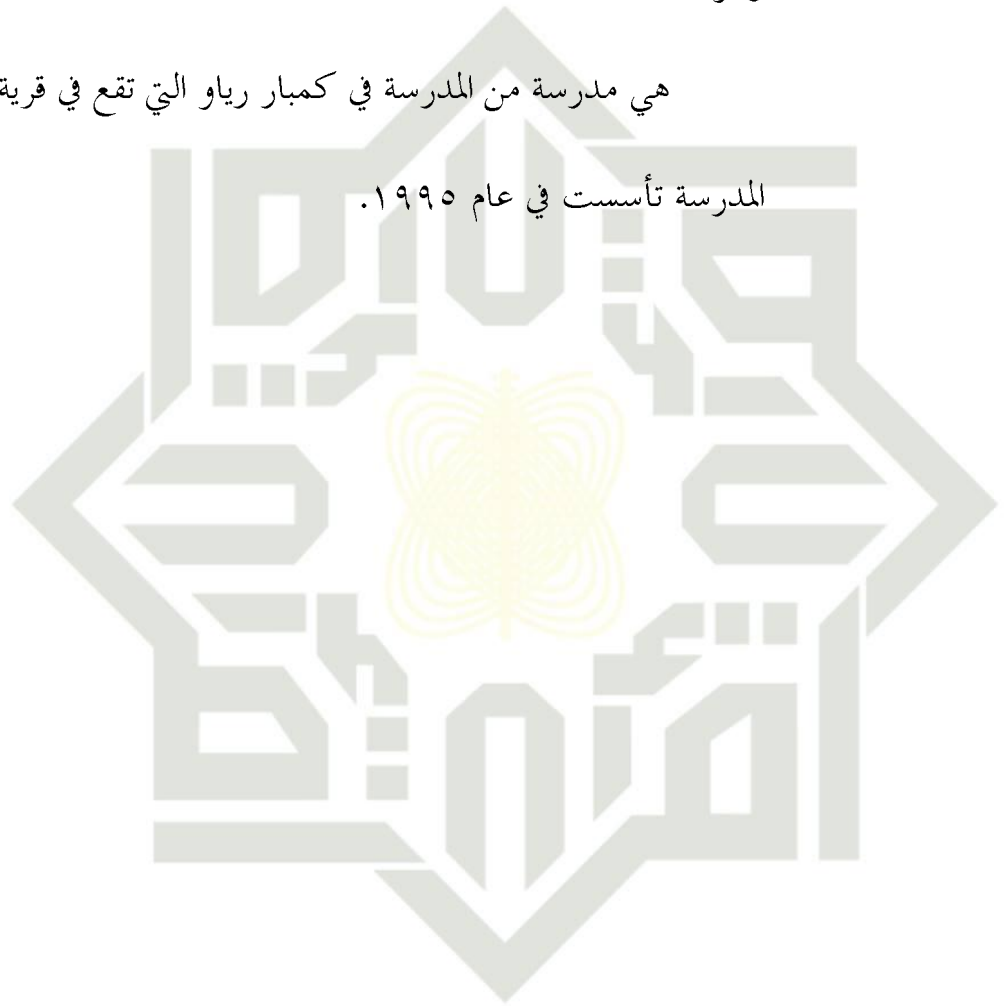 هي مدرسة من المدرسة في كمبار رياو التي تقع في قرية
المدرسة تأسست في عام ١٩٩٥.